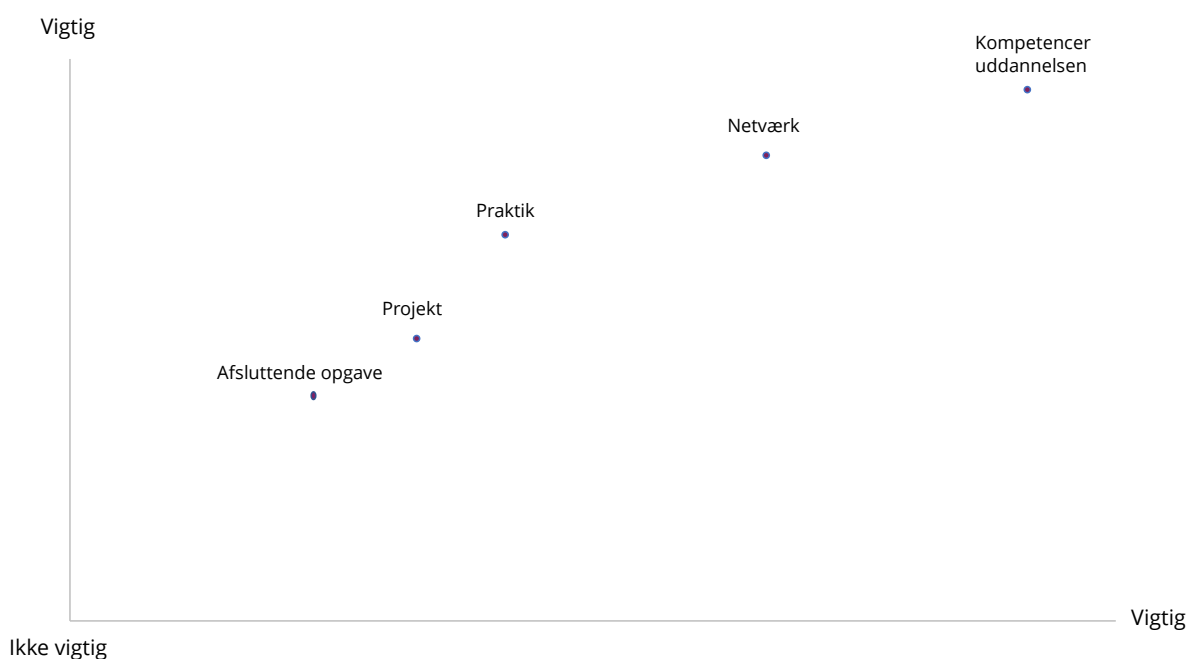 Vigtig
Kompetencer
uddannelsen
Netværk
Praktik
Projekt
Afsluttende opgave
Vigtig
Ikke vigtig